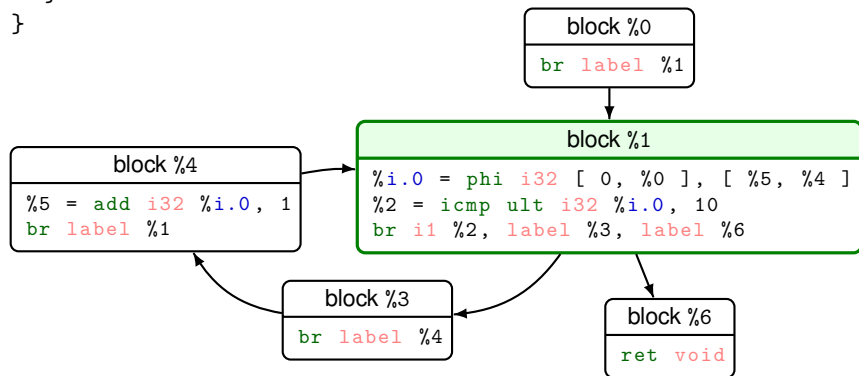 }
block %0
br label %1
block %1
%i.0 = phi i32 [ 0, %0 ], [ %5, %4 ]
%2 = icmp ult i32 %i.0, 10
br i1 %2, label %3, label %6
block %4
%5 = add i32 %i.0, 1
br label %1
block %3
br label %4
block %6
ret void